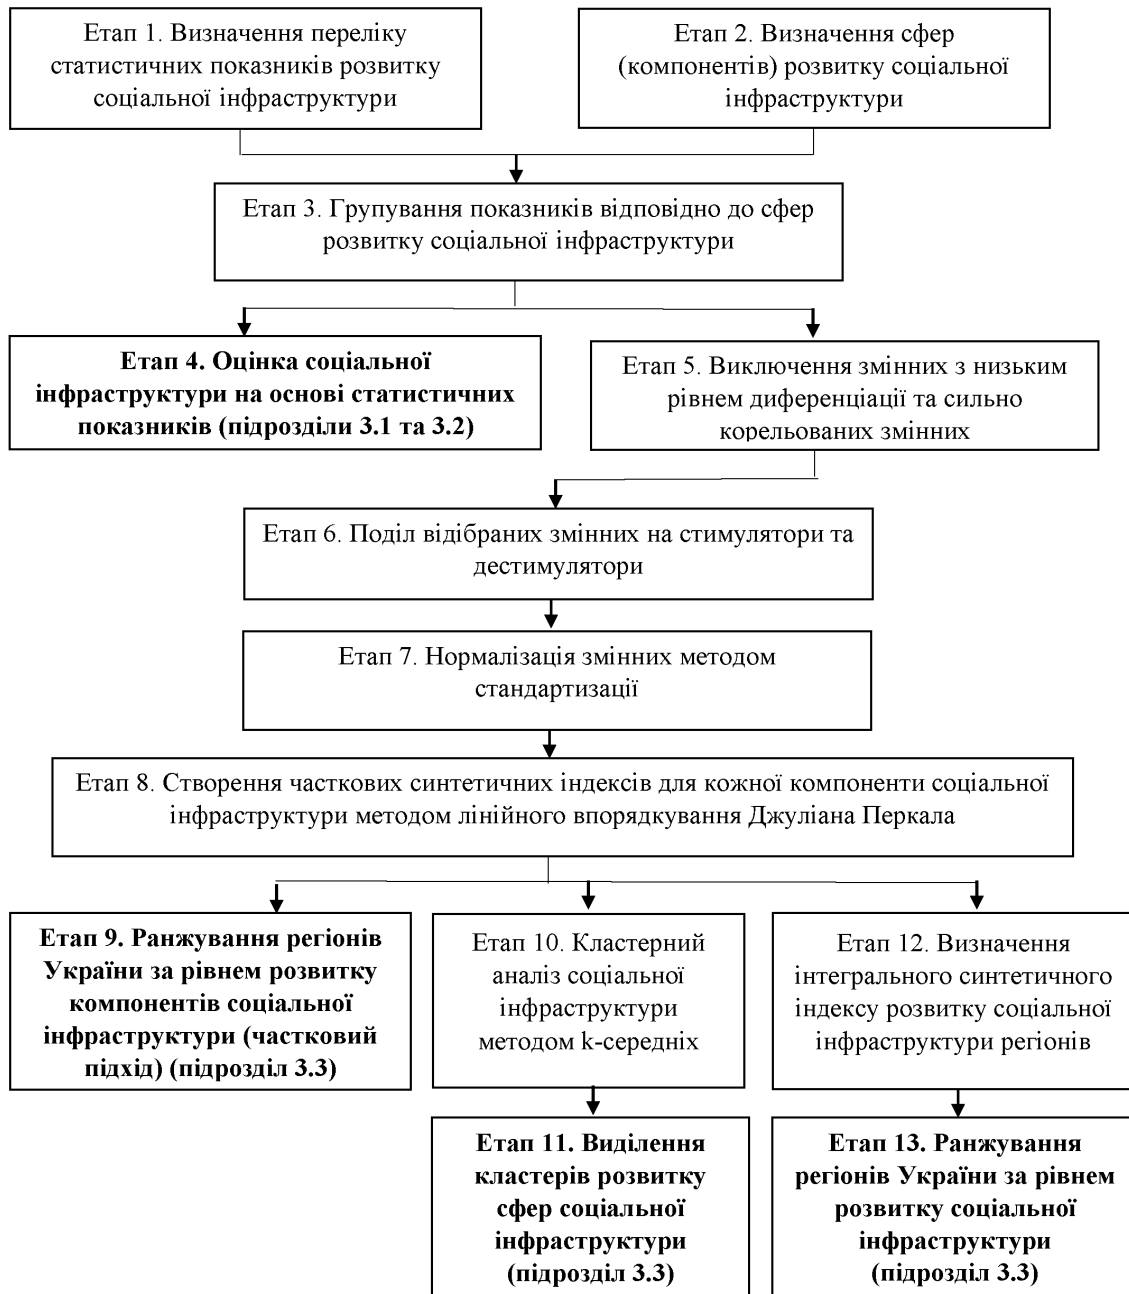 Етап 1. Визначення переліку
статистичних показників розвитку
соціальної інфраструктури
Етап 2. Визначення сфер
(компонентів) розвитку соціальної
інфраструктури
Етап 3. Групування показників відповідно до сфер
розвитку соціальної інфраструктури
Етап 4. Оцінка соціальної
інфраструктури на основі статистичних
показників (підрозділи 3.1 та 3.2)
Етап 5. Виключення змінних з низьким
рівнем диференціації та сильно
корельованих змінних
Етап 6. Поділ відібраних змінних на стимулятори та
дестимулятори
Етап 7. Нормалізація змінних методом
стандартизації
Етап 8. Створення часткових синтетичних індексів для кожної компоненти соціальної
інфраструктури методом лінійного впорядкування Джуліана Перкала
Етап 9. Ранжування регіонів
України за рівнем розвитку
компонентів соціальної
інфраструктури (частковий
підхід) (підрозділ 3.3)
Етап 10. Кластерний
аналіз соціальної
інфраструктури
методом k-середніх
Етап 12. Визначення
інтегрального синтетичного
індексу розвитку соціальної
інфраструктури регіонів
Етап 11. Виділення
кластерів розвитку
сфер соціальної
інфраструктури
(підрозділ 3.3)
Етап 13. Ранжування
регіонів України за рівнем
розвитку соціальної
інфраструктури
(підрозділ 3.3)